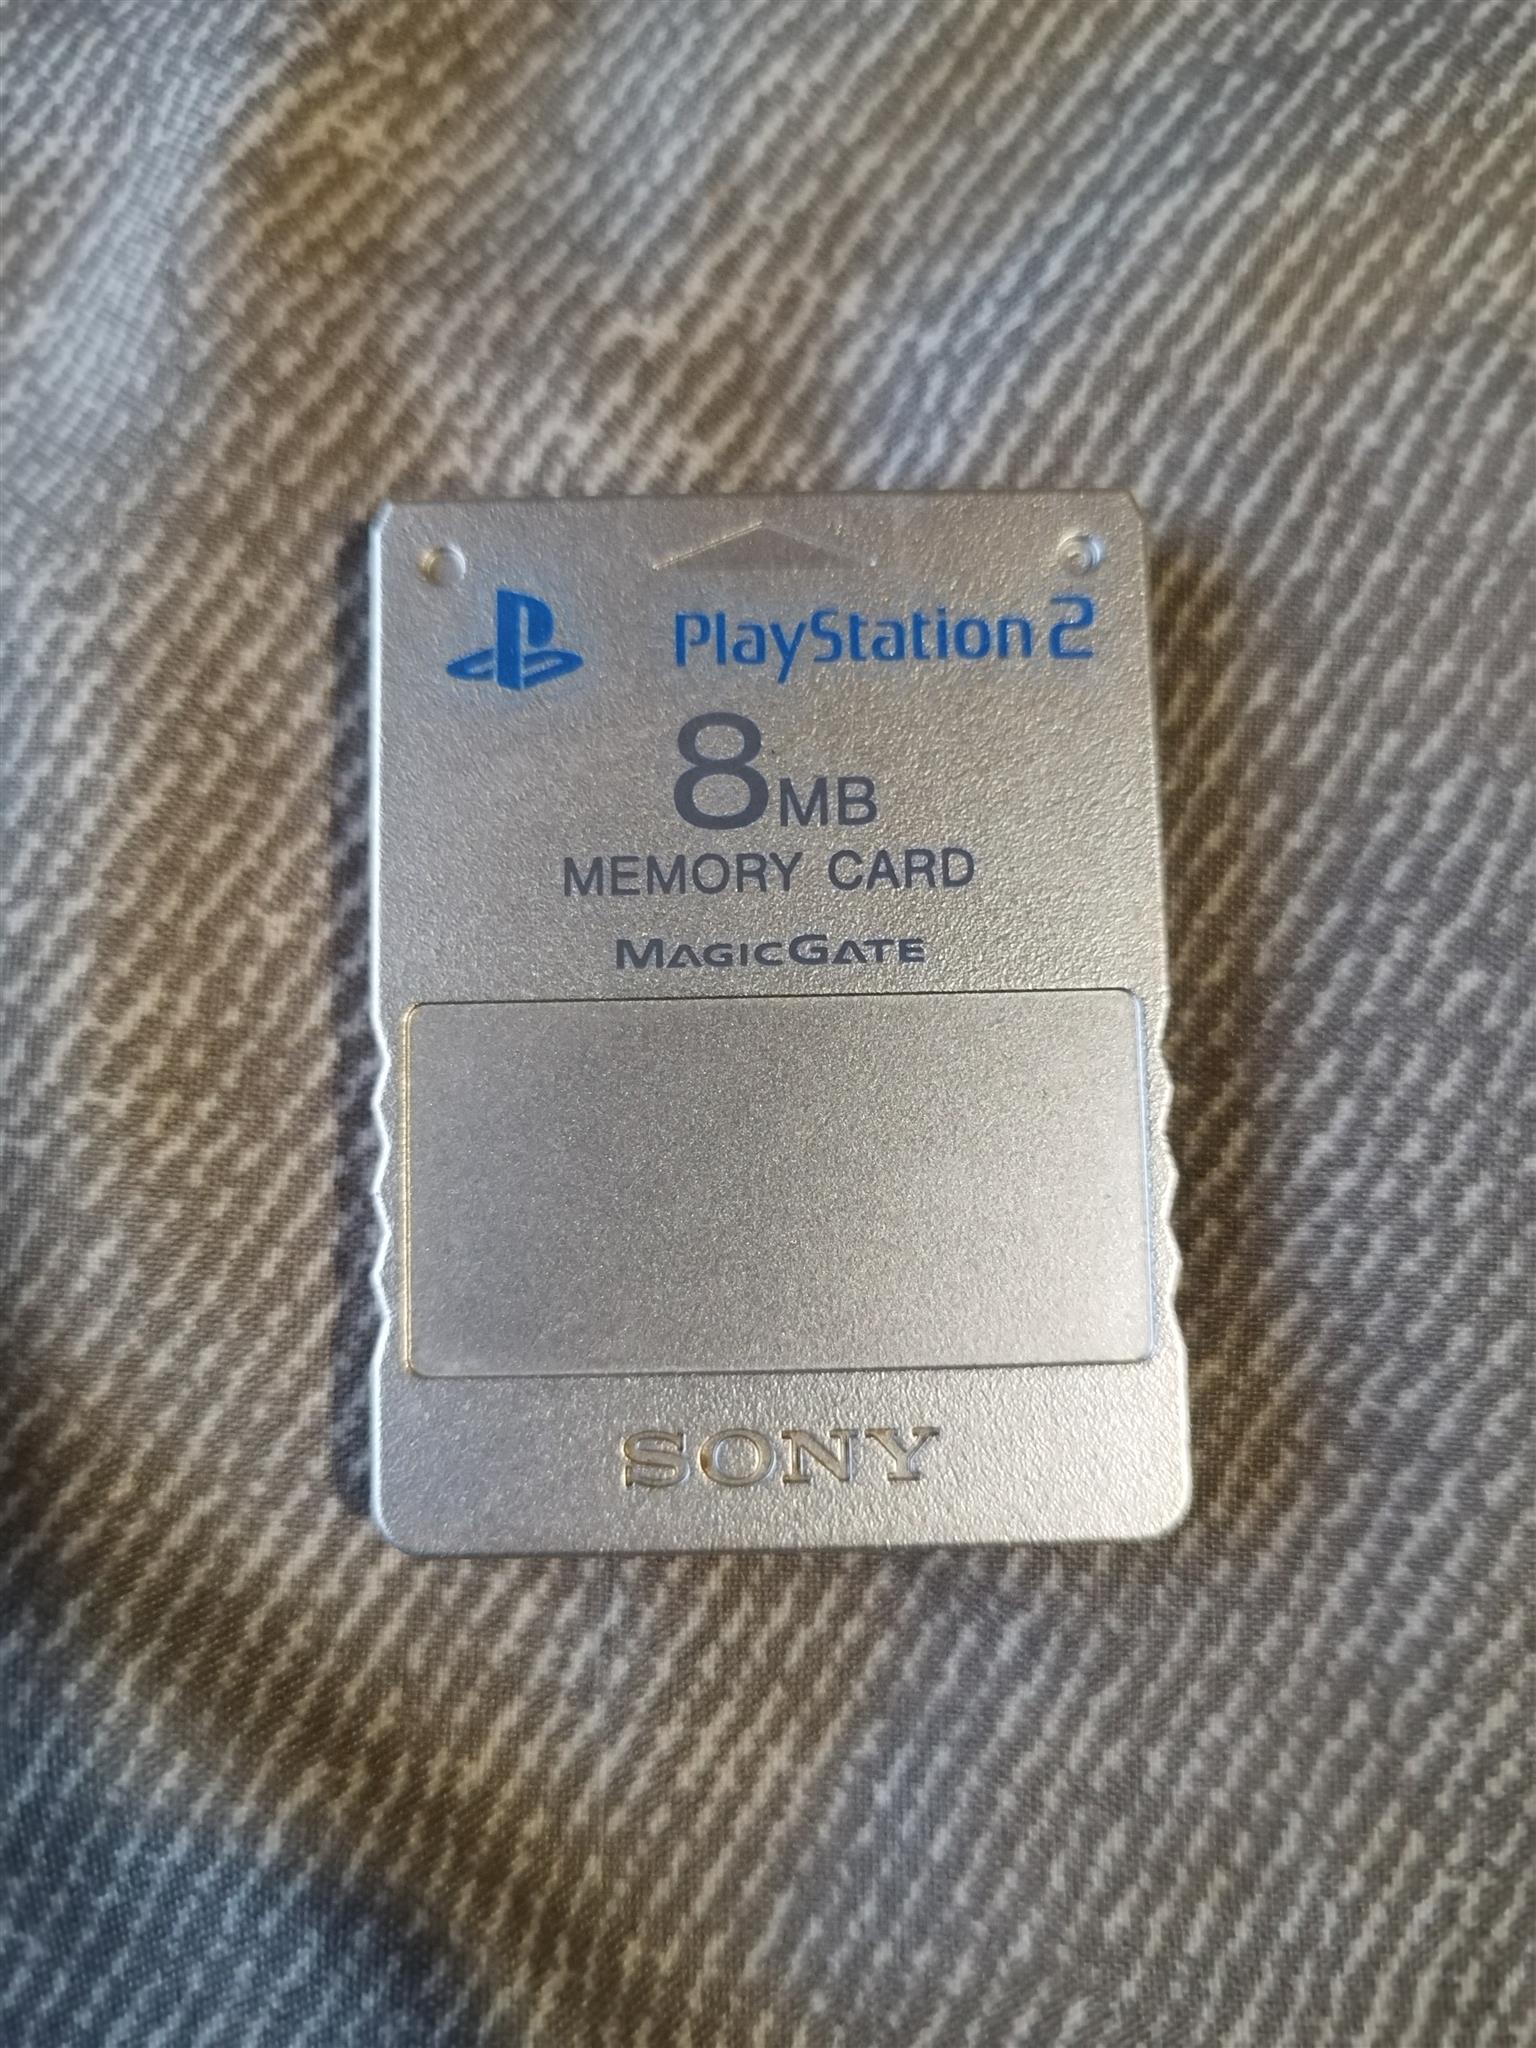 PlayStation 2
8MB
MEMORY CARD
MAGICGATE
SONY